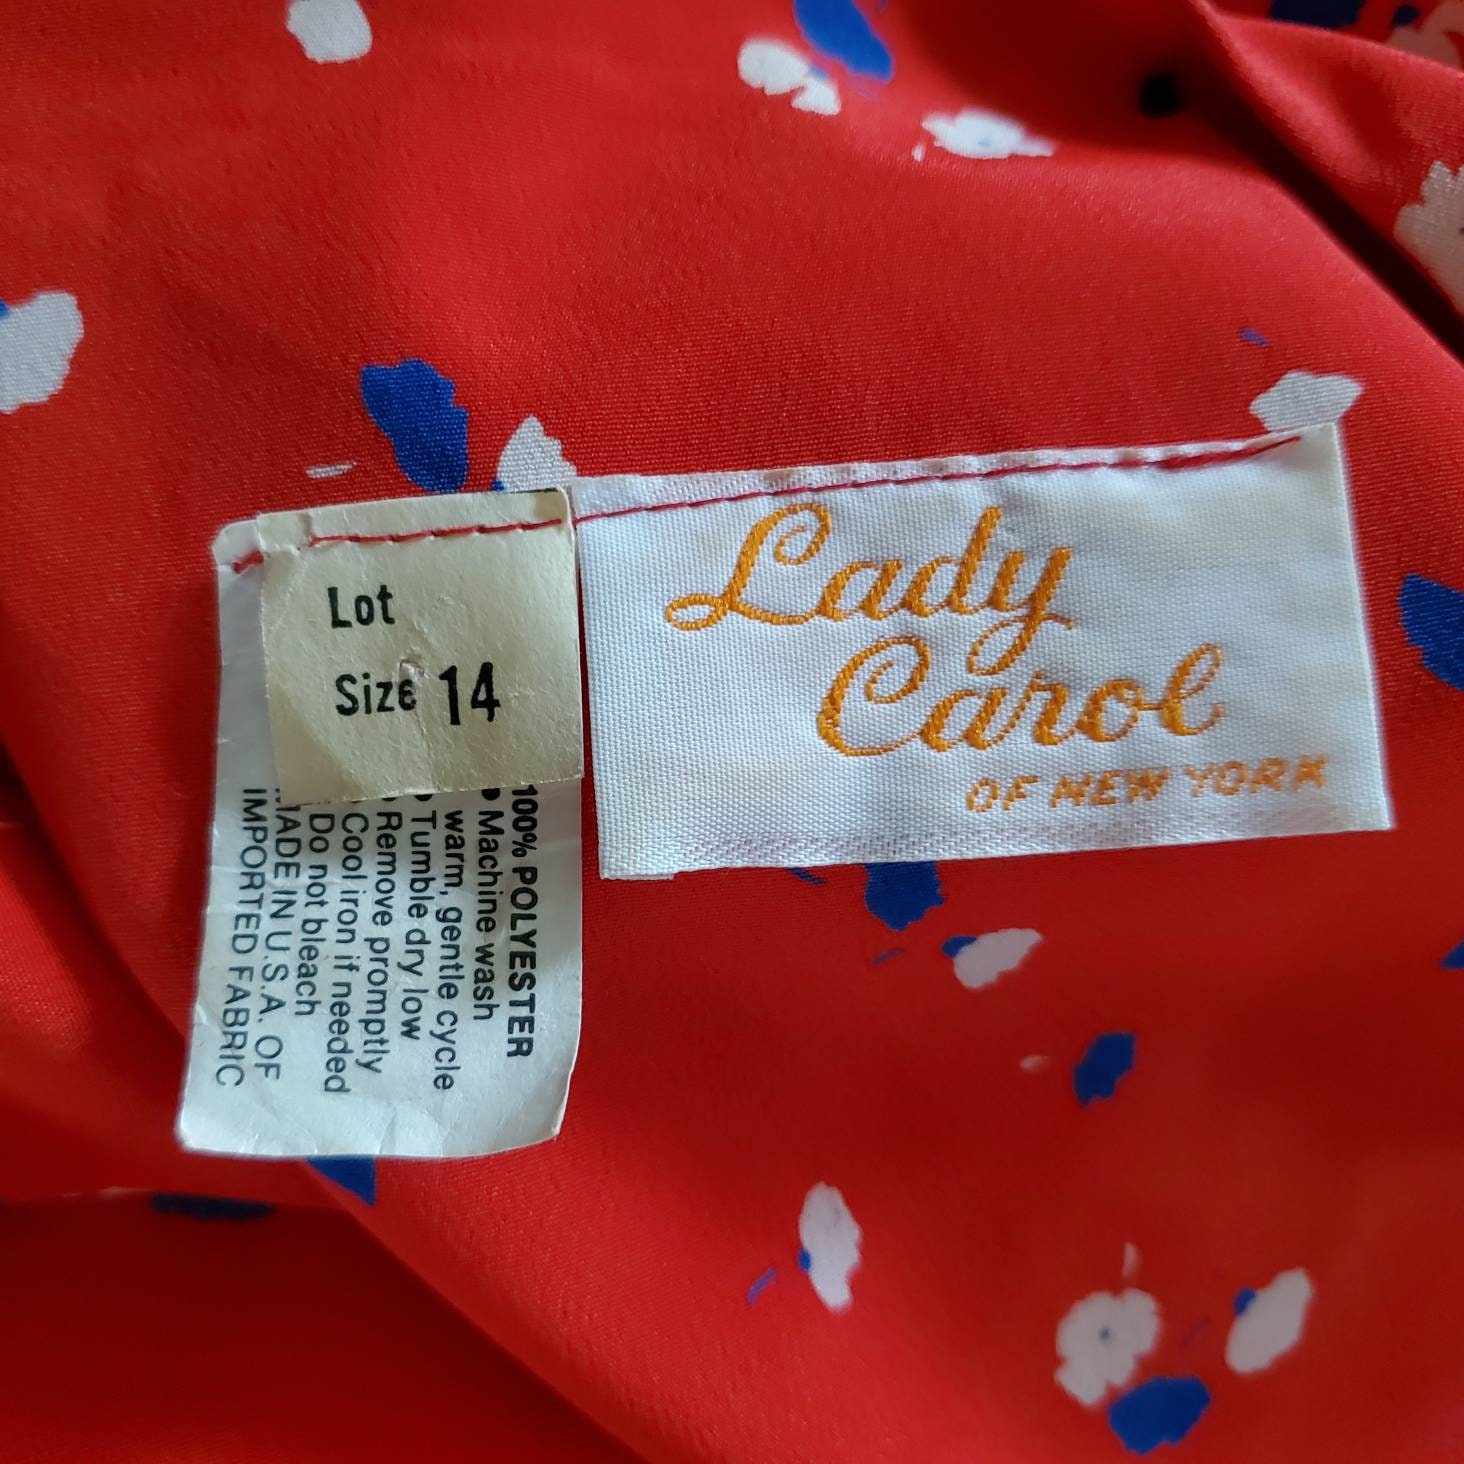 Lot
Size 14
Lady
Carol
OF NEW YORK
100% POLYESTER
• Machine wash
warm, gentle cycle
• Tumble dry low
• Remove promptly
• Cool iron if needed
• Do not bleach
MADE IN U.S.A. OF
IMPORTED FABRIC